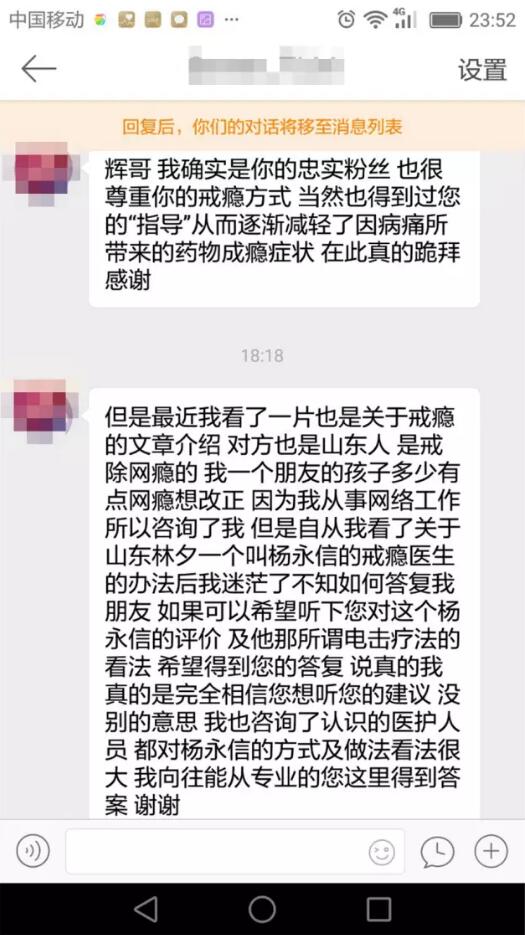 中国移动 ··· 4G 23:52
设置
回复后，你们的对话将移至消息列表
辉哥 我确实是你的忠实粉丝 也很
尊重你的戒瘾方式 当然也得到过您
的“指导”从而逐渐减轻了因病痛所
带来的药物成瘾症状 在此真的跪拜
感谢
18:18
但是最近我看了一片也是关于戒瘾
的文章介绍 对方也是山东人 是戒
除网瘾的 我一个朋友的孩子多少有
点网瘾想改正 因为我从事网络工作
所以咨询了我 但是自从我看了关于
山东林夕一个叫杨永信的戒瘾医生
的办法后我迷茫了不知如何答复我
朋友 如果可以希望听下您对这个杨
永信的评价 及他那所谓电击疗法的
看法 希望得到您的答复 说真的我
真的是完全相信您想听您的建议 没
别的意思 我也咨询了认识的医护人
员 都对杨永信的方式及做法看法很
大 我向往能从专业的您这里得到答
案 谢谢